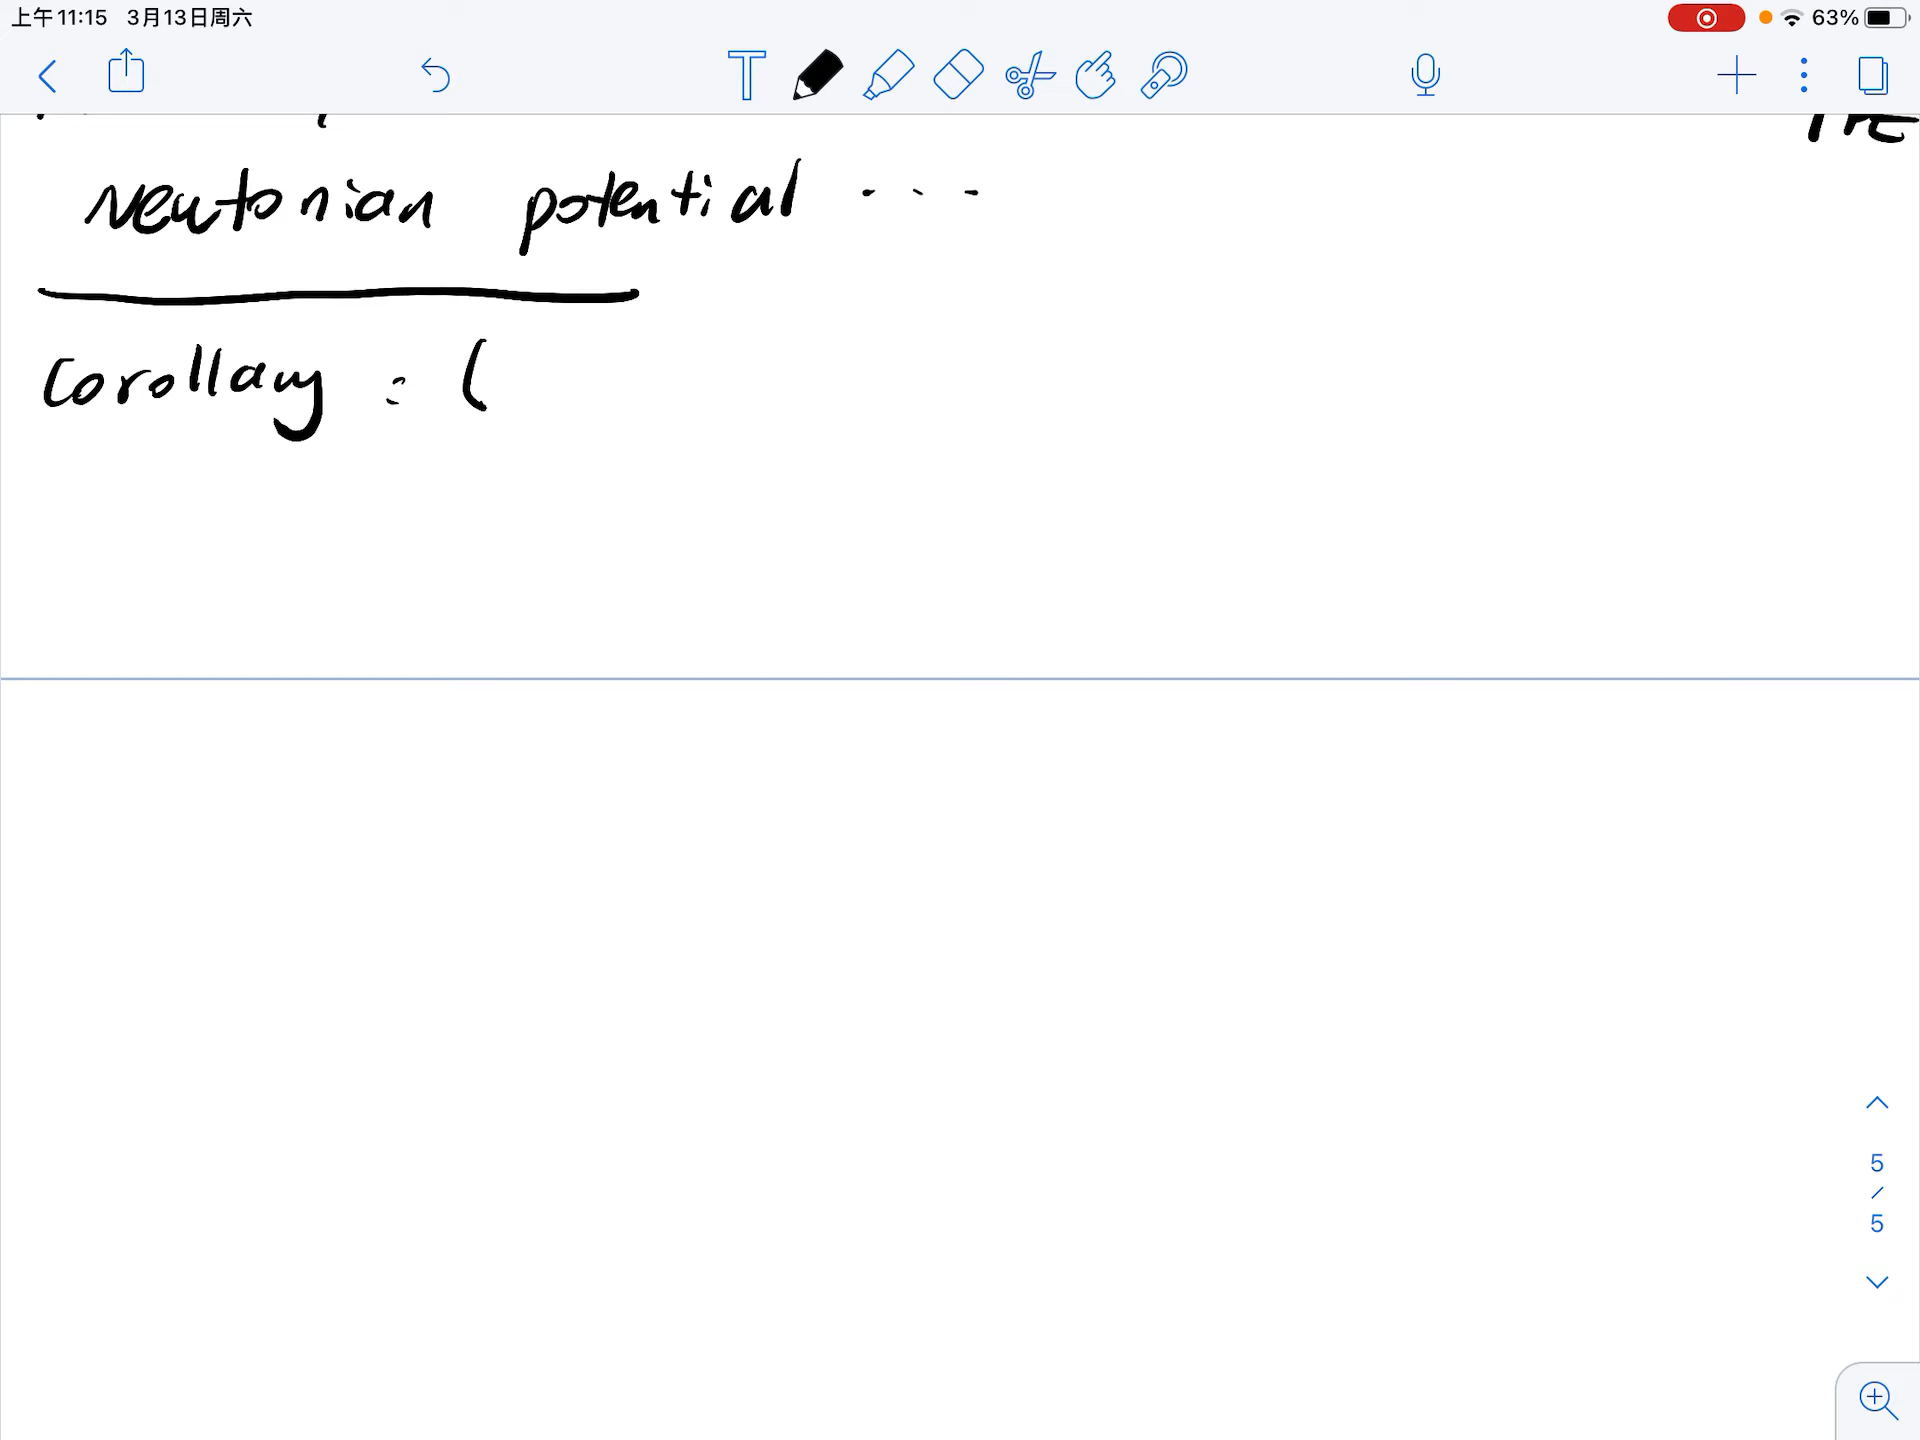 上午11:15 3月13日周六 63%
Newtonian potential ...
Corollary : (
5
/
5